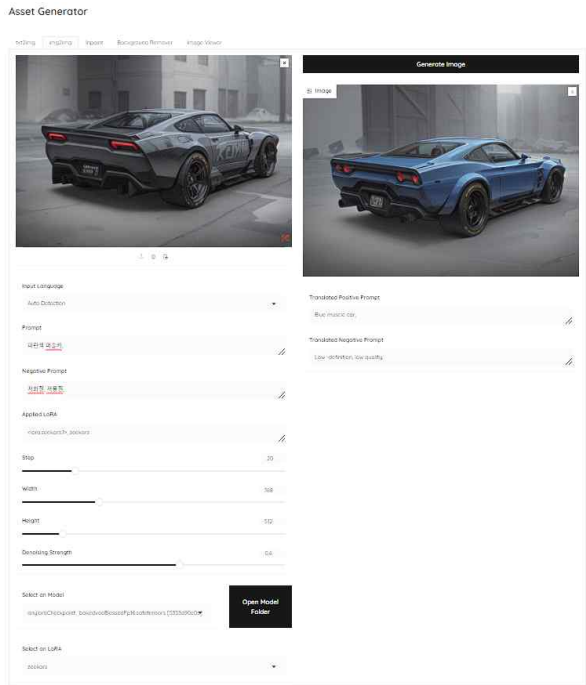 Asset Generator
txt2img img2img Inpaint Background Remover Image Viewer
Generate Image
Image
Input Language
Auto Detection
Prompt
파란색 머슬카,
Negative Prompt
저화질, 저품질,
Applied LoRA
Step
20
Width
768
Height
512
Denoising Strength
0.6
Select an Model
Open Model
Folder
Select an LoRA
Translated Positive Prompt
Blue muscle car,
Translated Negative Prompt
Low-definition, low quality,